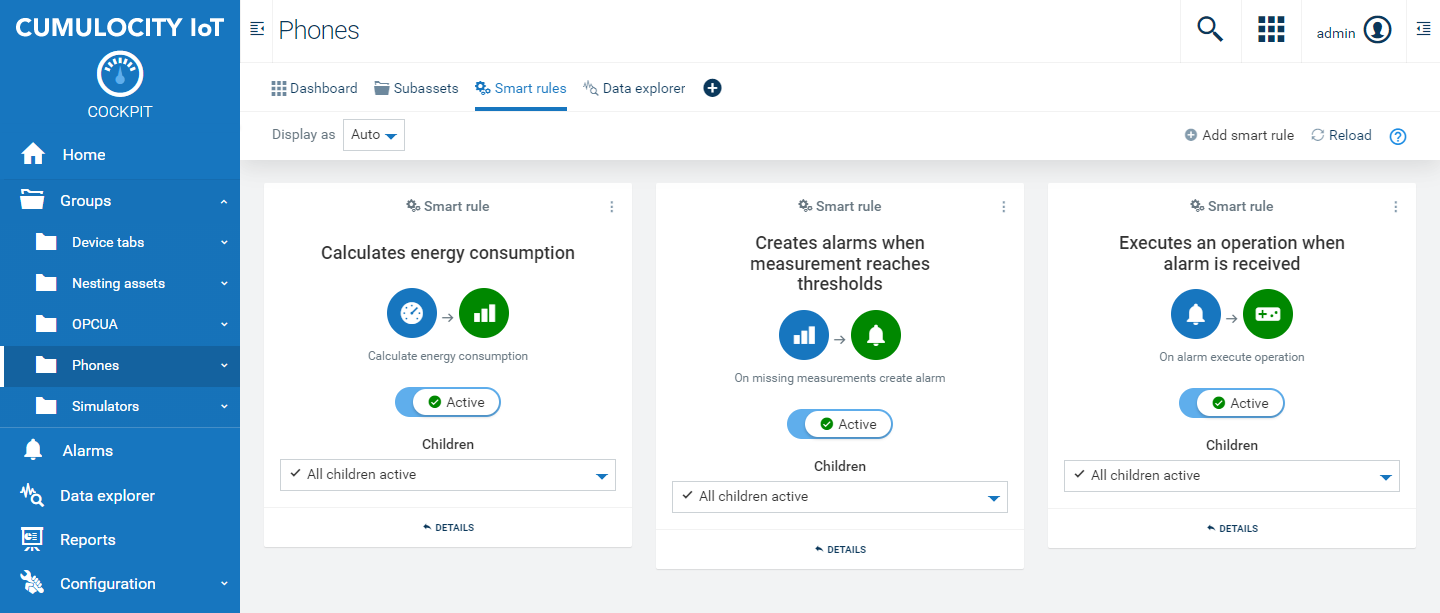 CUMULOCITY IoT
COCKPIT
Home
Groups
Device tabs
Nesting assets
OPCUA
Phones
Simulators
Alarms
Data explorer
Reports
Configuration
Phones
admin
Dashboard
Subassets
Smart rules
Data explorer
Display as
Auto
Add smart rule
Reload
Smart rule
Calculates energy consumption
Calculate energy consumption
Active
Children
All children active
DETAILS
Smart rule
Creates alarms when
measurement reaches
thresholds
On missing measurements create alarm
Active
Children
All children active
DETAILS
Smart rule
Executes an operation when
alarm is received
On alarm execute operation
Active
Children
All children active
DETAILS